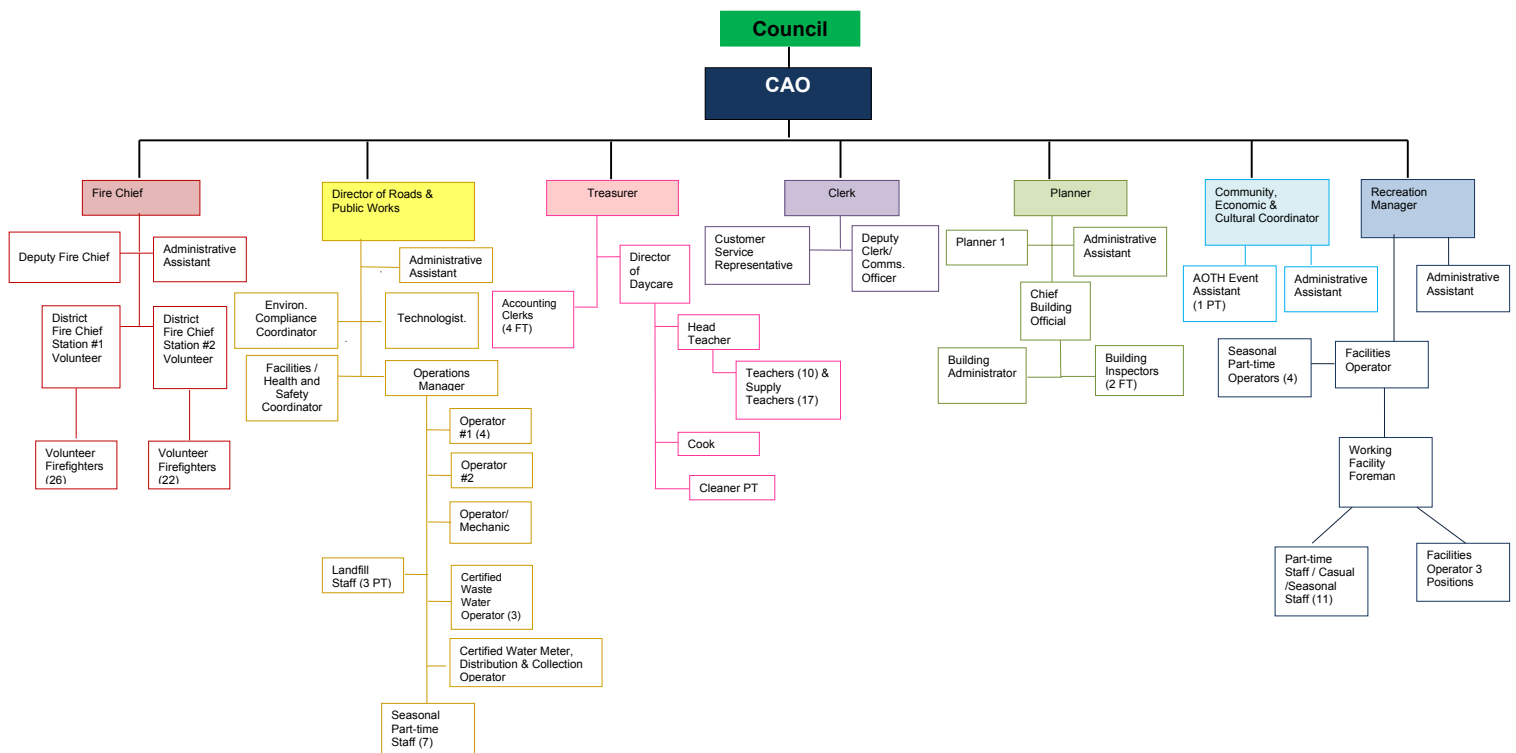 Council
CAO
Fire Chief
Deputy Fire Chief
Administrative
Assistant
District
Fire Chief
Station #1
Volunteer
District
Fire Chief
Station #2
Volunteer
Volunteer
Firefighters
(26)
Volunteer
Firefighters
(22)
Director of Roads &
Public Works
Administrative
Assistant
Environ.
Compliance
Coordinator
Technologist.
Facilities /
Health and
Safety
Coordinator
Operations
Manager
Operator
#1 (4)
Operator
#2
Operator/
Mechanic
Landfill
Staff (3 PT)
Certified
Waste
Water
Operator (3)
Certified Water Meter,
Distribution & Collection
Operator
Seasonal
Part-time
Staff (7)
Treasurer
Accounting
Clerks
(4 FT)
Director
of
Daycare
Head
Teacher
Teachers (10) &
Supply
Teachers (17)
Cook
Cleaner PT
Clerk
Customer
Service
Representative
Deputy
Clerk/
Comms.
Officer
Planner
Planner 1
Administrative
Assistant
Chief
Building
Official
Building
Administrator
Building
Inspectors
(2 FT)
Community,
Economic &
Cultural Coordinator
AOTH Event
Assistant
(1 PT)
Administrative
Assistant
Recreation
Manager
Administrative
Assistant
Seasonal
Part-time
Operators (4)
Facilities
Operator
Working
Facility
Foreman
Part-time
Staff / Casual
/Seasonal
Staff (11)
Facilities
Operator 3
Positions